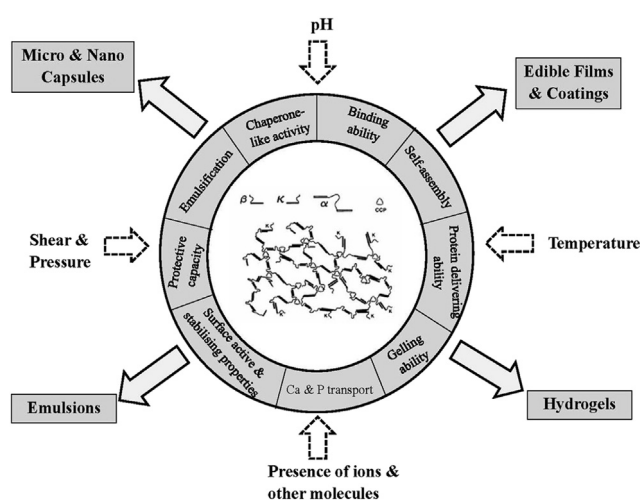 pH
Micro & Nano
Capsules
Edible Films
& Coatings
Chaperone-
like activity
Binding
ability
Emulsification
Self-assembly
β
κ
α
CCP
Shear &
Pressure
Protective
capacity
Protein delivering
ability
Temperature
Surface active &
stabilising properties
Gelling
ability
Ca & P transport
Emulsions
Hydrogels
Presence of ions &
other molecules